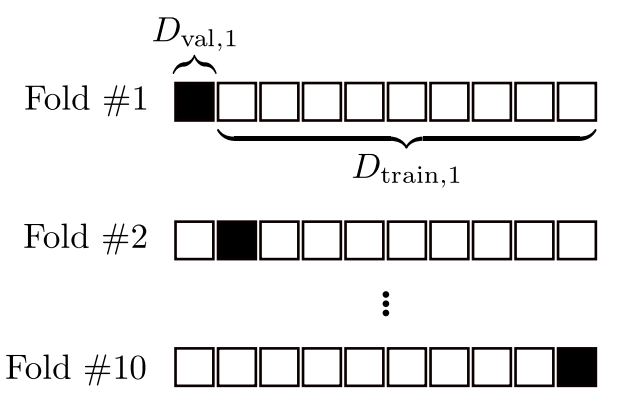 D_val,1
Fold #1
D_train,1
Fold #2
⋮
Fold #10